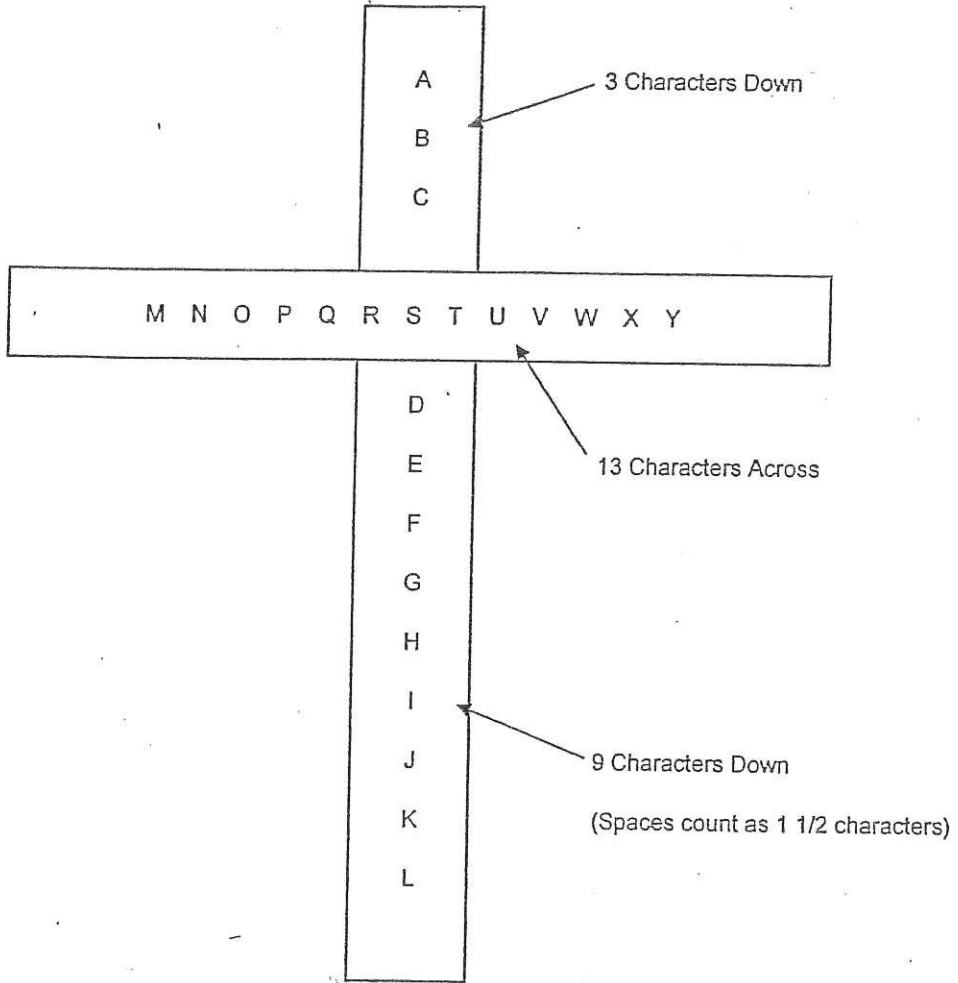 A
3 Characters Down
B
C
M N O P Q R S T U V W X Y
D
E
13 Characters Across
F
G
H
I
J
9 Characters Down
K
(Spaces count as 1 1/2 characters)
L